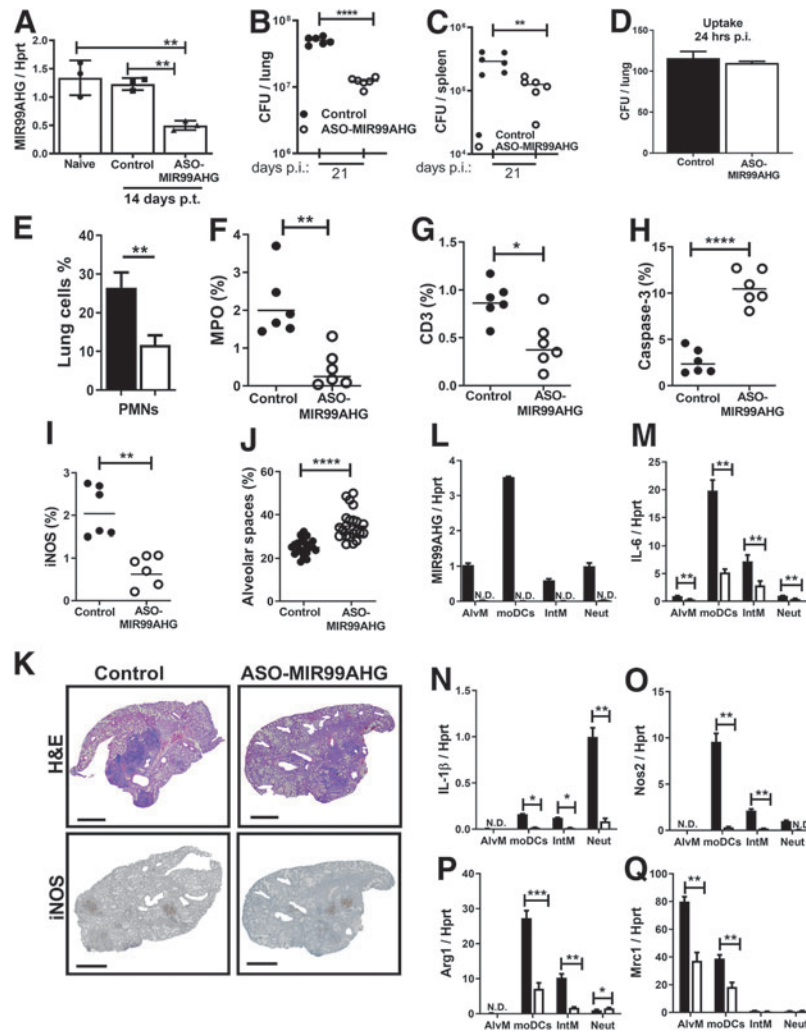 A
MIR99AHG / Hprt
2.0
1.5
1.0
0.5
0.0
**
**
Naive
Control
ASO-
MIR99AHG
14 days p.t.
B
CFU / lung
10⁸
10⁷
10⁶
****
Control
ASO-MIR99AHG
days p.i.:
21
C
CFU / spleen
10⁶
10⁵
10⁴
**
Control
ASO-MIR99AHG
days p.i.:
21
D
Uptake
24 hrs p.i.
CFU / lung
150
100
50
0
Control
ASO-
MIR99AHG
E
Lung cells %
40
30
20
10
0
**
PMNs
F
MPO (%)
4
2
0
**
Control
ASO-
MIR99AHG
G
CD3 (%)
1.5
1.0
0.5
0.0
*
Control
ASO-
MIR99AHG
H
Caspase-3 (%)
15
10
5
0
****
Control
ASO-
MIR99AHG
I
iNOS (%)
3
2
1
0
**
Control
ASO-
MIR99AHG
J
Alveolar spaces (%)
60
40
20
0
****
Control
ASO-
MIR99AHG
L
MIR99AHG / Hprt
4
3
2
1
0
N.D.
N.D.
N.D.
N.D.
AlvM
moDCs
IntM
Neut
M
IL-6 / Hprt
25
20
15
10
5
0
**
**
**
**
AlvM
moDCs
IntM
Neut
K
Control
ASO-MIR99AHG
H&E
iNOS
N
IL-1β / Hprt
1.5
1.0
0.5
0.0
N.D.
*
*
**
AlvM
moDCs
IntM
Neut
O
Nos2 / Hprt
15
10
5
0
N.D.
**
**
N.D.
AlvM
moDCs
IntM
Neut
P
Arg1 / Hprt
40
30
20
10
0
N.D.
***
**
*
AlvM
moDCs
IntM
Neut
Q
Mrc1 / Hprt
100
80
60
40
20
0
**
**
AlvM
moDCs
IntM
Neut